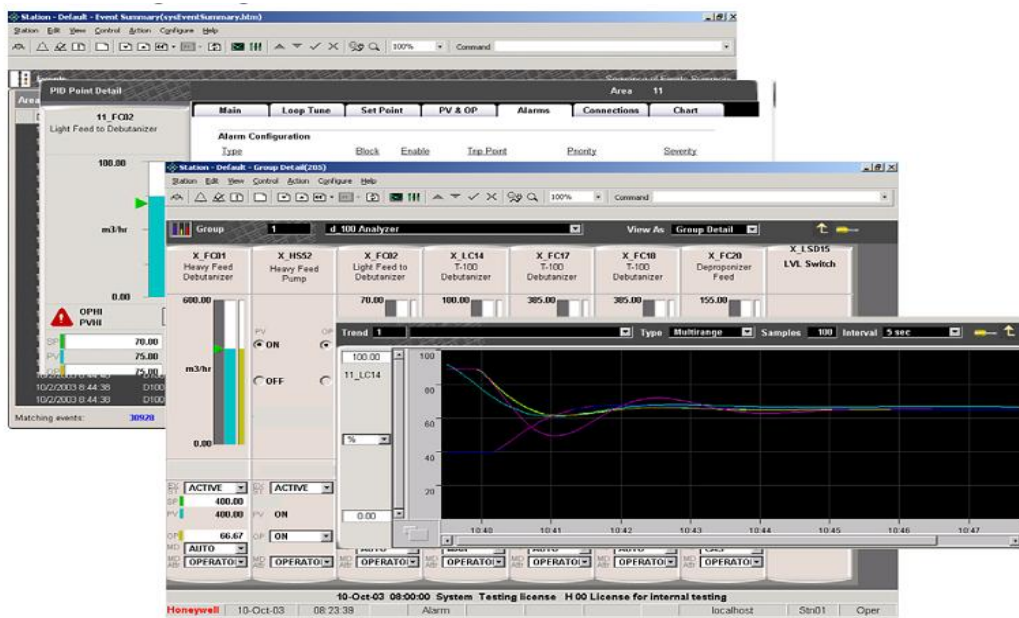 Station - Default - Event Summary(sysEventSummary.htm)
Station Edit View Control Action Configure Help
100% Command
PID Point Detail Area 11
Main Loop Tune Set Point PV & OP Alarms Connections Chart
11_FC02
Light Feed to Debutanizer
Alarm Configuration
Type Block Enable Trip Point Priority Severity
100.00
m3/hr
0.00
OPHI
PVHI
SP 70.00
PV 75.00
OP 75.00
10/2/2003 8:44:38 D100
10/2/2003 8:44:38 D100
Matching events: 30928
Station - Default - Group Detail(205)
Station Edit View Control Action Configure Help
100% Command
Group 1 d_100 Analyzer View As Group Detail
X_FC01 X_HS52 X_FC02 X_LC14 X_FC17 X_FC18 X_FC20 X_LSD15
Heavy Feed Debutanizer
Heavy Feed Pump
Light Feed to Debutanizer
T-100 Debutanizer
T-100 Debutanizer
T-100 Debutanizer
Deproponizer Feed
LVL Switch
600.00 70.00 100.00 385.00 385.00 155.00
PV OP
ON
OFF
m3/hr
0.00
ACTIVE ACTIVE
SP 400.00
PV 400.00 PV ON
OP 66.67 OP ON
MD AUTO
OPERATO OPERATO OPERATO OPERATO OPERATO OPERATO OPERATO
Trend 1 Type Multirange Samples 100 Interval 5 sec
100.00
11_LC14
%
0.00
100
80
60
40
20
10:40 10:41 10:42 10:43 10:44 10:45 10:46 10:47
10-Oct-03 08:00:00 System Testing license H 00 License for internal testing
Honeywell 10-Oct-03 08:23:39 Alarm localhost Stn01 Oper